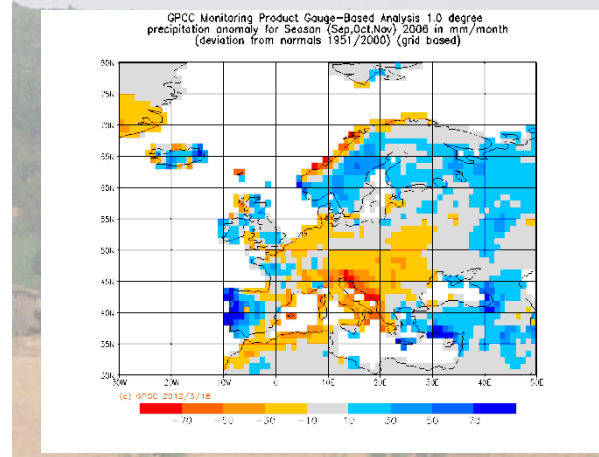 GPCC Monitoring Product Gauge-Based Analysis 1.0 degree
precipitation anomaly for Season (Sep,Oct,Nov) 2006 in mm/month
(deviation from normals 1951/2000) (grid based)
80N
75N
70N
65N
60N
55N
50N
45N
40N
35N
30N
30W 20W 10W 0 10E 20E 30E 40E 50E
(c) GPCC 2012/3/18
-70 -50 -30 -10 10 30 50 70